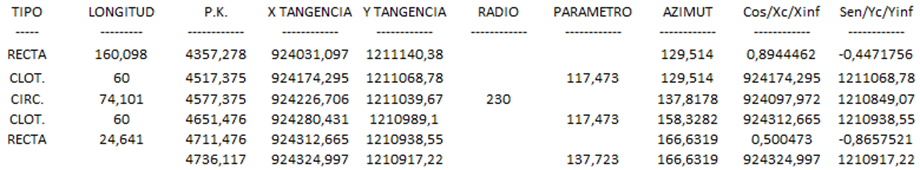 TIPO LONGITUD P.K. X TANGENCIA Y TANGENCIA RADIO PARAMETRO AZIMUT Cos/Xc/Xinf Sen/Yc/Yinf
----- --------- ------------ ------------ ------------ ------------ ------------ ------------ ------------ ------------
RECTA 160,098 4357,278 924031,097 1211140,38 129,514 0,8944462 -0,4471756
CLOT. 60 4517,375 924174,295 1211068,78 117,473 129,514 924174,295 1211068,78
CIRC. 74,101 4577,375 924226,706 1211039,67 230 137,8178 924097,972 1210849,07
CLOT. 60 4651,476 924280,431 1210989,1 117,473 158,3282 924312,665 1210938,55
RECTA 24,641 4711,476 924312,665 1210938,55 166,6319 0,500473 -0,8657521
4736,117 924324,997 1210917,22 137,723 166,6319 924324,997 1210917,22